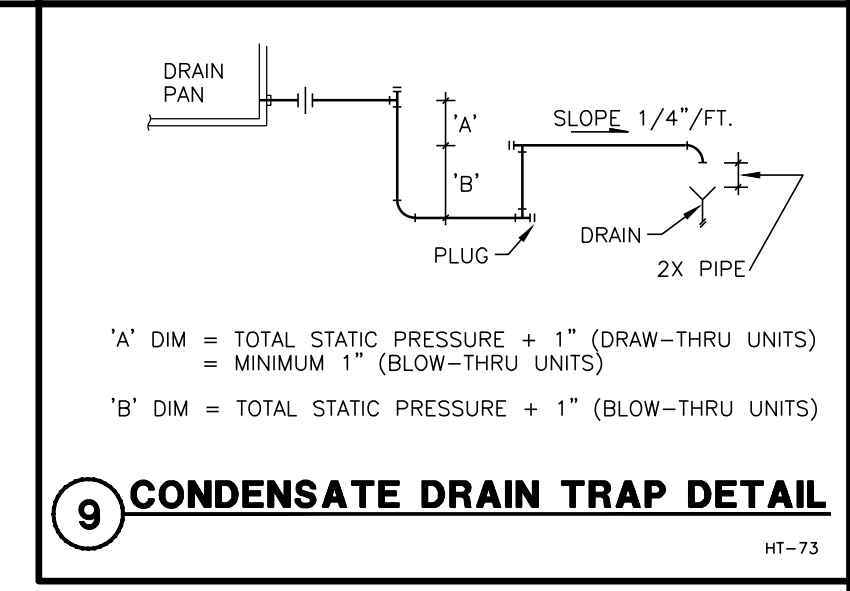 DRAIN
PAN
'A'
SLOPE 1/4"/FT.
'B'
DRAIN
PLUG
2X PIPE
'A' DIM = TOTAL STATIC PRESSURE + 1" (DRAW-THRU UNITS)
= MINIMUM 1" (BLOW-THRU UNITS)
'B' DIM = TOTAL STATIC PRESSURE + 1" (BLOW-THRU UNITS)
9 CONDENSATE DRAIN TRAP DETAIL
HT-73